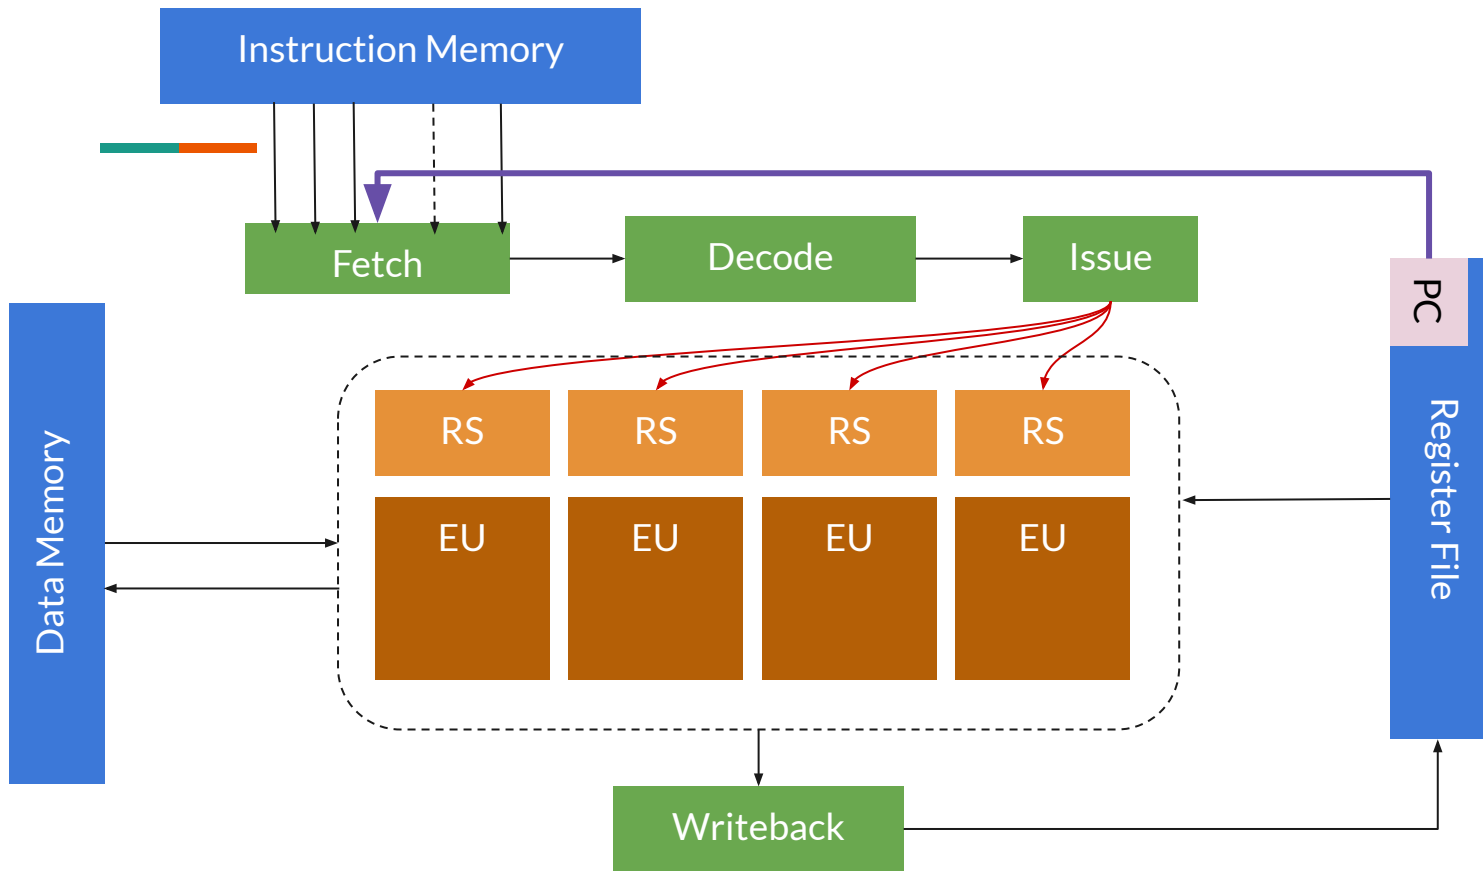 Instruction Memory
Fetch
Decode
Issue
PC
Register File
Data Memory
RS
RS
RS
RS
EU
EU
EU
EU
Writeback